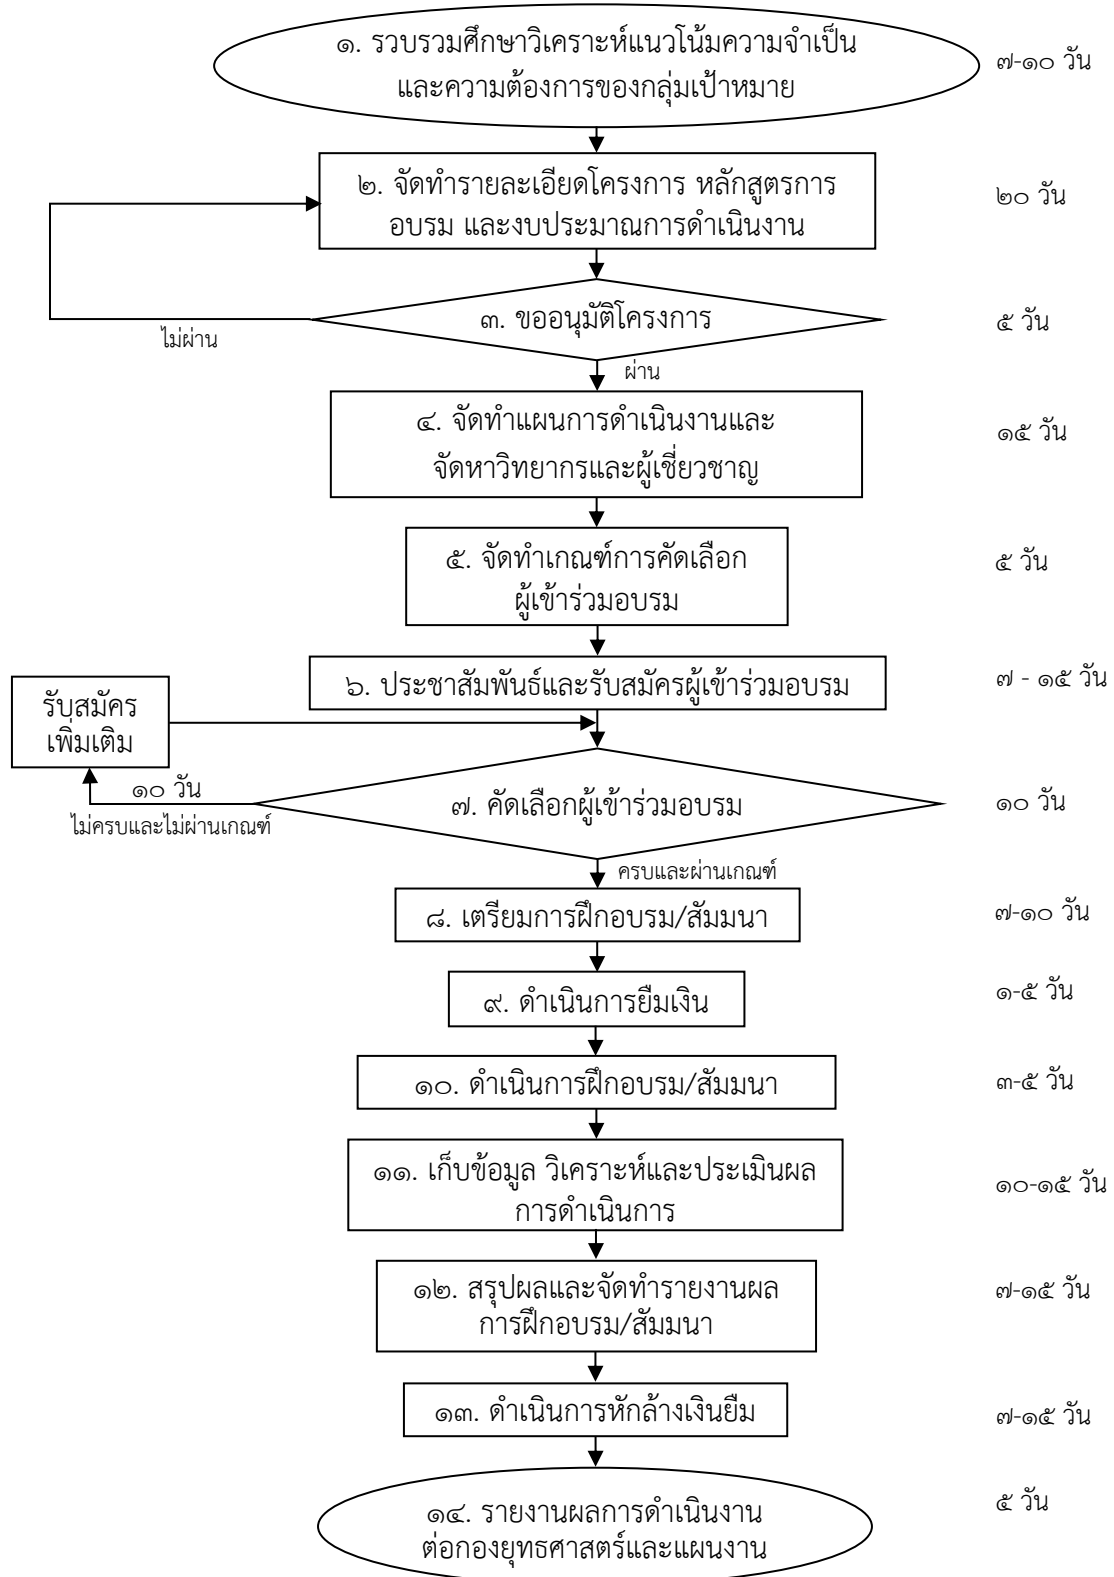 ๑. รวบรวมศึกษาวิเคราะห์แนวโน้มความจำเป็น
และความต้องการของกลุ่มเป้าหมาย
๗-๑๐ วัน
๒. จัดทำรายละเอียดโครงการ หลักสูตรการ
อบรม และงบประมาณการดำเนินงาน
๒๐ วัน
๓. ขออนุมัติโครงการ
๕ วัน
ไม่ผ่าน
ผ่าน
๔. จัดทำแผนการดำเนินงานและ
จัดหาวิทยากรและผู้เชี่ยวชาญ
๑๕ วัน
๕. จัดทำเกณฑ์การคัดเลือก
ผู้เข้าร่วมอบรม
๕ วัน
๖. ประชาสัมพันธ์และรับสมัครผู้เข้าร่วมอบรม
๗ - ๑๕ วัน
รับสมัคร
เพิ่มเติม
๑๐ วัน
ไม่ครบและไม่ผ่านเกณฑ์
๗. คัดเลือกผู้เข้าร่วมอบรม
๑๐ วัน
ครบและผ่านเกณฑ์
๘. เตรียมการฝึกอบรม/สัมมนา
๗-๑๐ วัน
๙. ดำเนินการยืมเงิน
๑-๕ วัน
๑๐. ดำเนินการฝึกอบรม/สัมมนา
๓-๕ วัน
๑๑. เก็บข้อมูล วิเคราะห์และประเมินผล
การดำเนินการ
๑๐-๑๕ วัน
๑๒. สรุปผลและจัดทำรายงานผล
การฝึกอบรม/สัมมนา
๗-๑๕ วัน
๑๓. ดำเนินการหักล้างเงินยืม
๗-๑๕ วัน
๑๔. รายงานผลการดำเนินงาน
ต่อกองยุทธศาสตร์และแผนงาน
๕ วัน